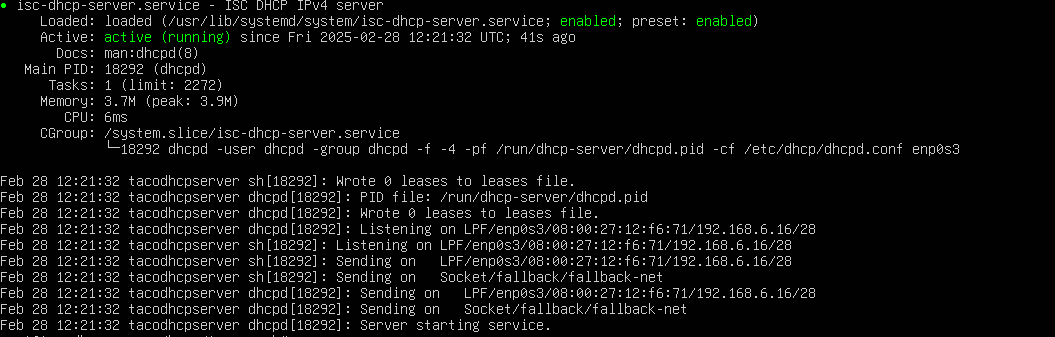 ● isc-dhcp-server.service - ISC DHCP IPv4 server
Loaded: loaded (/usr/lib/systemd/system/isc-dhcp-server.service; enabled; preset: enabled)
Active: active (running) since Fri 2025-02-28 12:21:32 UTC; 41s ago
Docs: man:dhcpd(8)
Main PID: 18292 (dhcpd)
Tasks: 1 (limit: 2272)
Memory: 3.7M (peak: 3.9M)
CPU: 6ms
CGroup: /system.slice/isc-dhcp-server.service
└─18292 dhcpd -user dhcpd -group dhcpd -f -4 -pf /run/dhcp-server/dhcpd.pid -cf /etc/dhcp/dhcpd.conf enp0s3
Feb 28 12:21:32 tacodhcpserver sh[18292]: Wrote 0 leases to leases file.
Feb 28 12:21:32 tacodhcpserver dhcpd[18292]: PID file: /run/dhcp-server/dhcpd.pid
Feb 28 12:21:32 tacodhcpserver dhcpd[18292]: Wrote 0 leases to leases file.
Feb 28 12:21:32 tacodhcpserver dhcpd[18292]: Listening on LPF/enp0s3/08:00:27:12:f6:71/192.168.6.16/28
Feb 28 12:21:32 tacodhcpserver sh[18292]: Listening on LPF/enp0s3/08:00:27:12:f6:71/192.168.6.16/28
Feb 28 12:21:32 tacodhcpserver sh[18292]: Sending on   LPF/enp0s3/08:00:27:12:f6:71/192.168.6.16/28
Feb 28 12:21:32 tacodhcpserver sh[18292]: Sending on   Socket/fallback/fallback-net
Feb 28 12:21:32 tacodhcpserver dhcpd[18292]: Sending on   LPF/enp0s3/08:00:27:12:f6:71/192.168.6.16/28
Feb 28 12:21:32 tacodhcpserver dhcpd[18292]: Sending on   Socket/fallback/fallback-net
Feb 28 12:21:32 tacodhcpserver dhcpd[18292]: Server starting service.